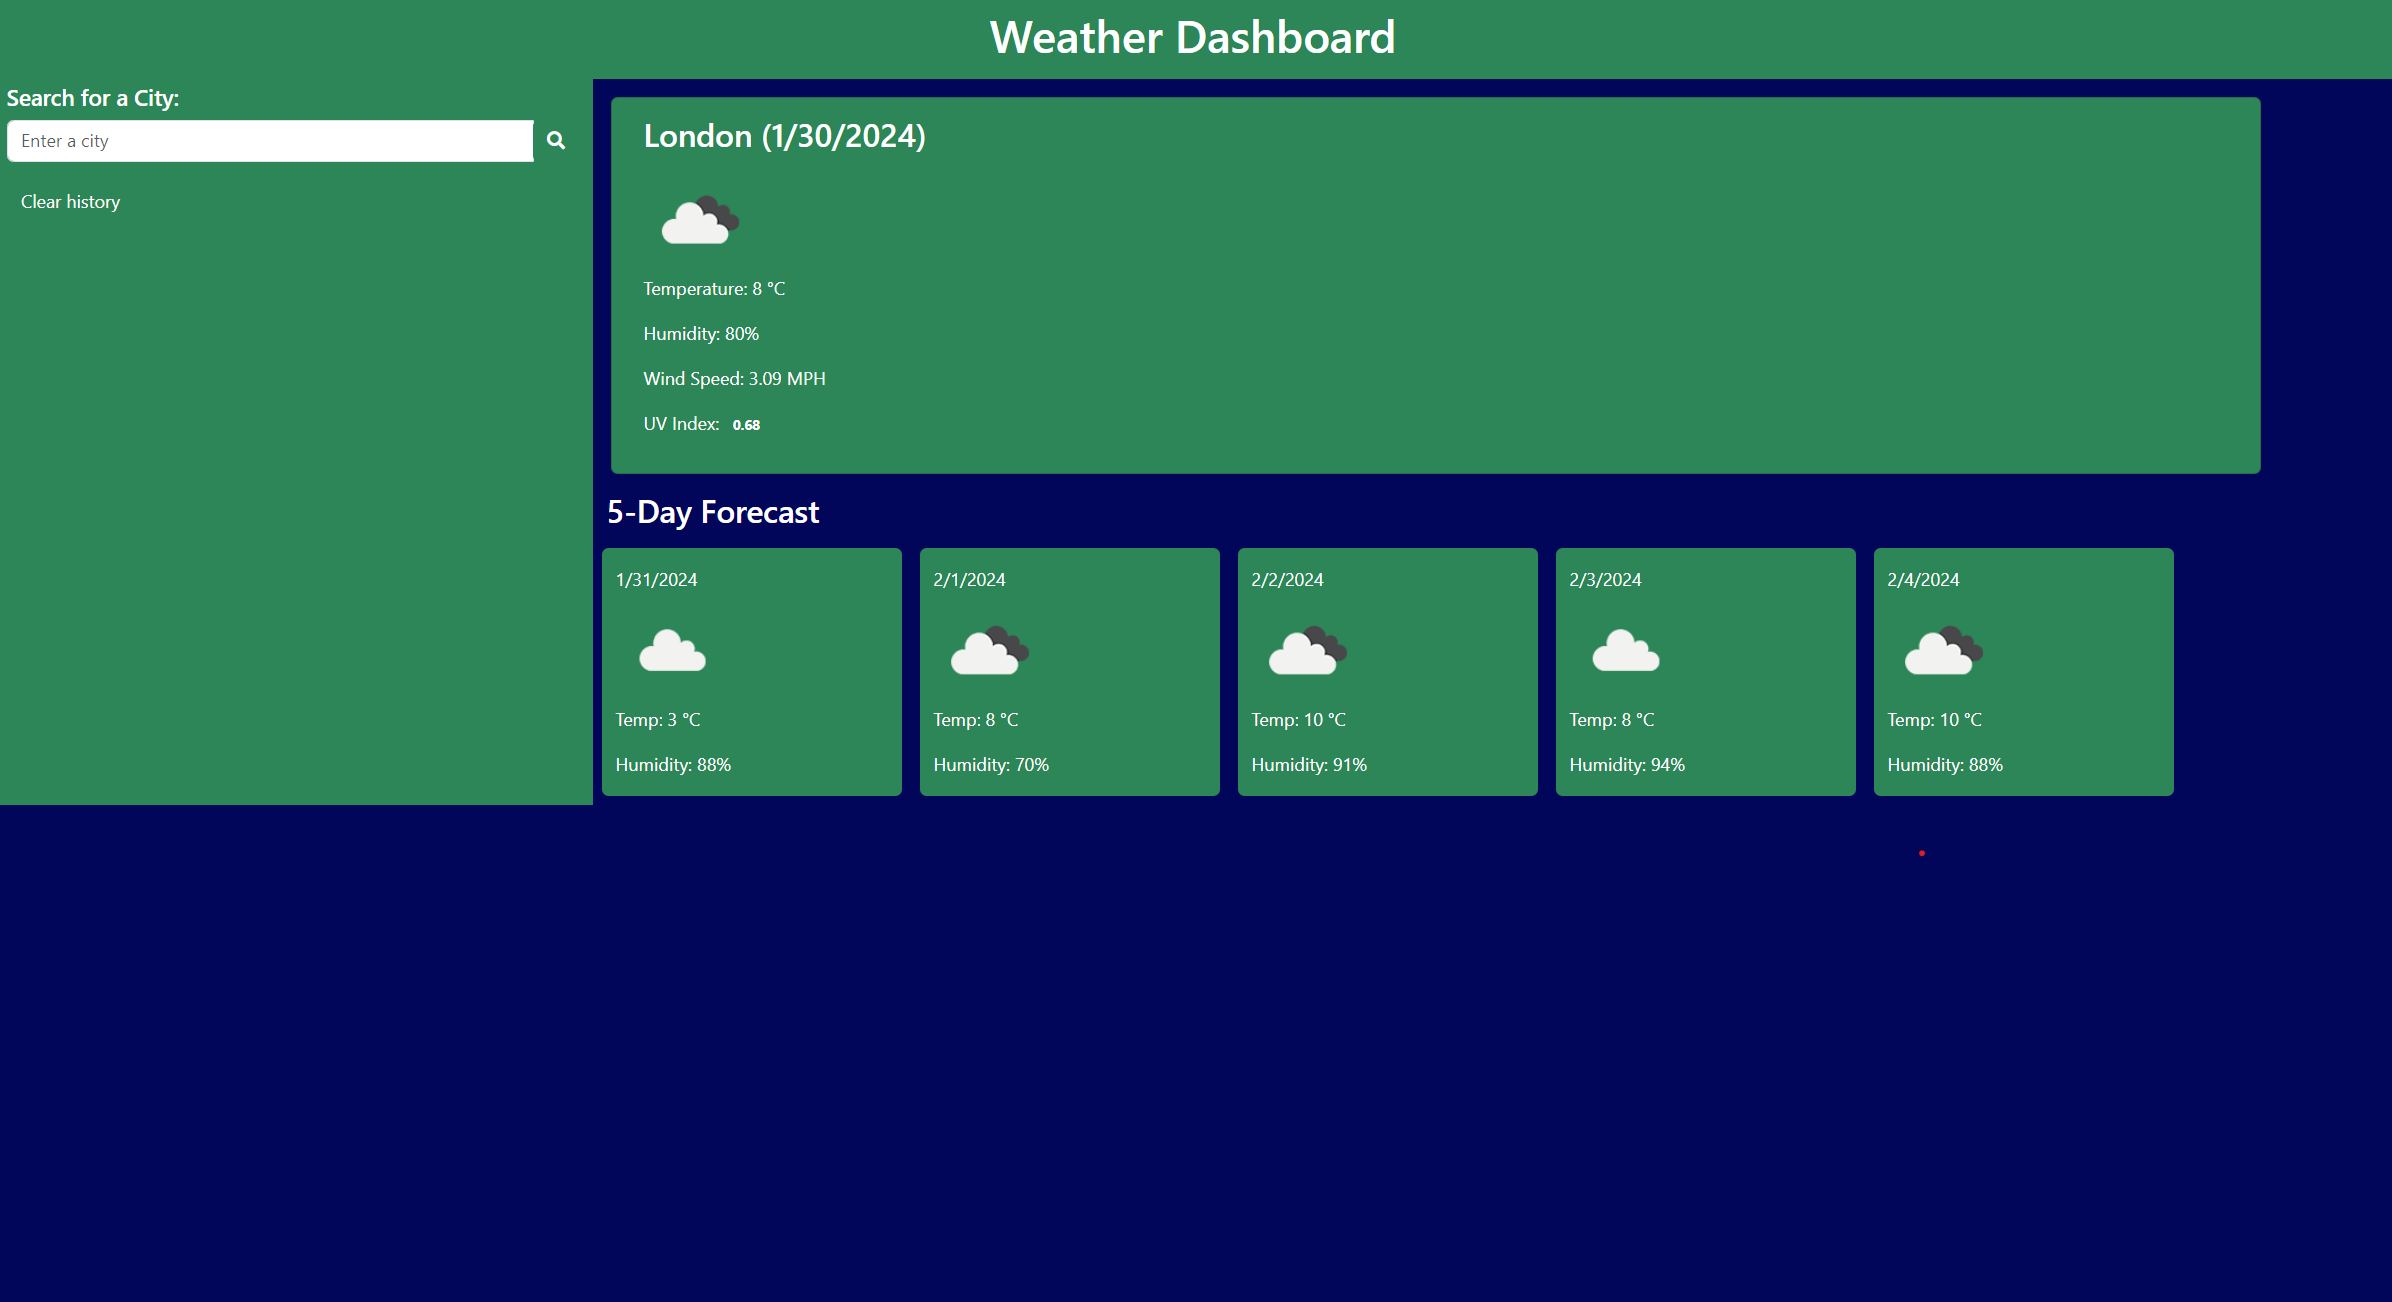 Weather Dashboard
Search for a City:
Enter a city
Clear history
London (1/30/2024)
Temperature: 8 °C
Humidity: 80%
Wind Speed: 3.09 MPH
UV Index: 0.68
5-Day Forecast
1/31/2024
Temp: 3 °C
Humidity: 88%
2/1/2024
Temp: 8 °C
Humidity: 70%
2/2/2024
Temp: 10 °C
Humidity: 91%
2/3/2024
Temp: 8 °C
Humidity: 94%
2/4/2024
Temp: 10 °C
Humidity: 88%